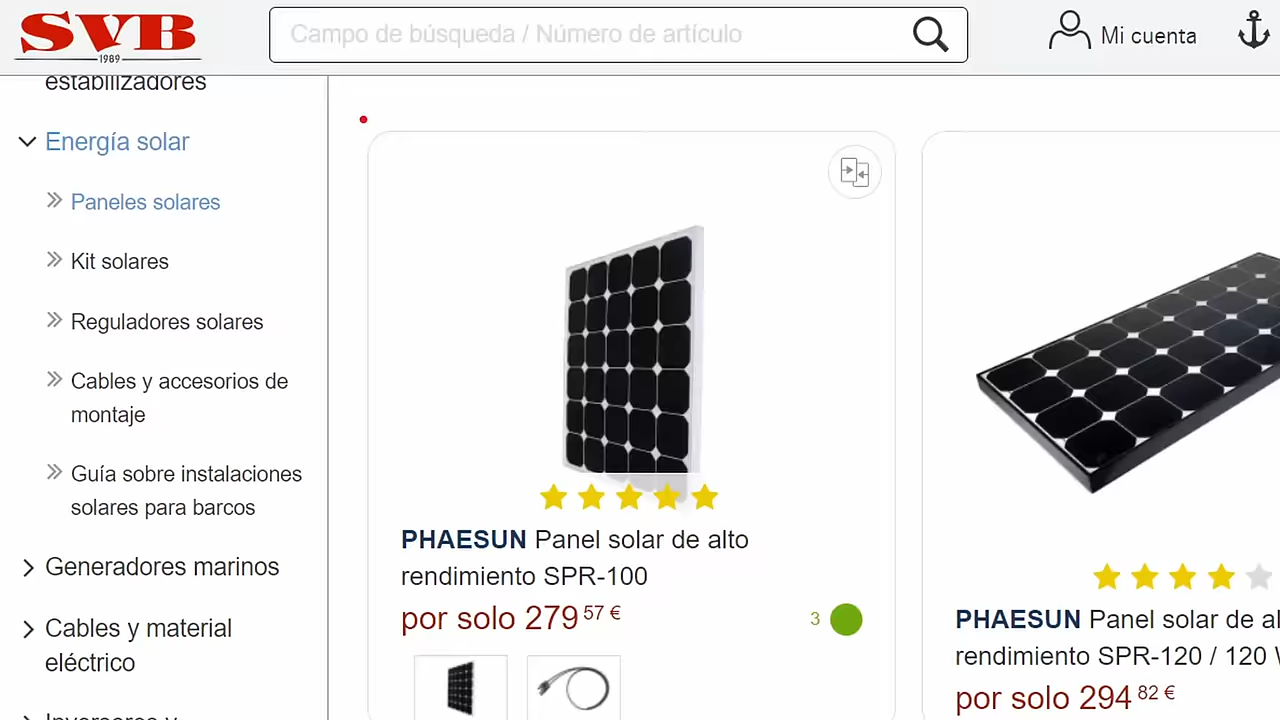 SVB
1989
Campo de búsqueda / Número de artículo
Mi cuenta
estabilizadores
Energía solar
Paneles solares
Kit solares
Reguladores solares
Cables y accesorios de
montaje
Guía sobre instalaciones
solares para barcos
Generadores marinos
Cables y material
eléctrico
PHAESUN Panel solar de alto
rendimiento SPR-100
por solo 279 57 €
3
PHAESUN Panel solar de al
rendimiento SPR-120 / 120 W
por solo 294 82 €